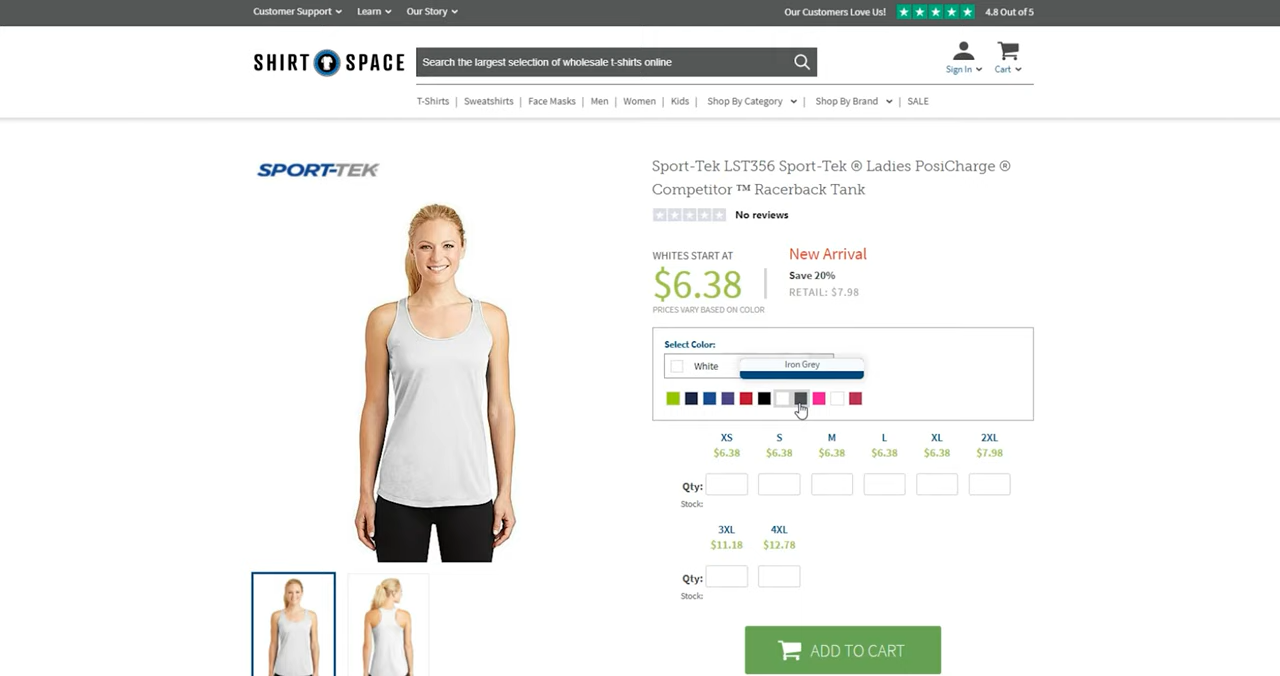 Customer Support Learn Our Story Our Customers Love Us! 4.8 Out of 5
SHIRT SPACE Search the largest selection of wholesale t-shirts online Sign In Cart
T-Shirts | Sweatshirts | Face Masks | Men | Women | Kids | Shop By Category | Shop By Brand | SALE
SPORT-TEK
Sport-Tek LST356 Sport-Tek ® Ladies PosiCharge ®
Competitor ™ Racerback Tank
No reviews
WHITES START AT
$6.38
PRICES VARY BASED ON COLOR
New Arrival
Save 20%
RETAIL: $7.98
Select Color:
White Iron Grey
XS S M L XL 2XL
$6.38 $6.38 $6.38 $6.38 $6.38 $7.98
Qty:
Stock:
3XL 4XL
$11.18 $12.78
Qty:
Stock:
ADD TO CART